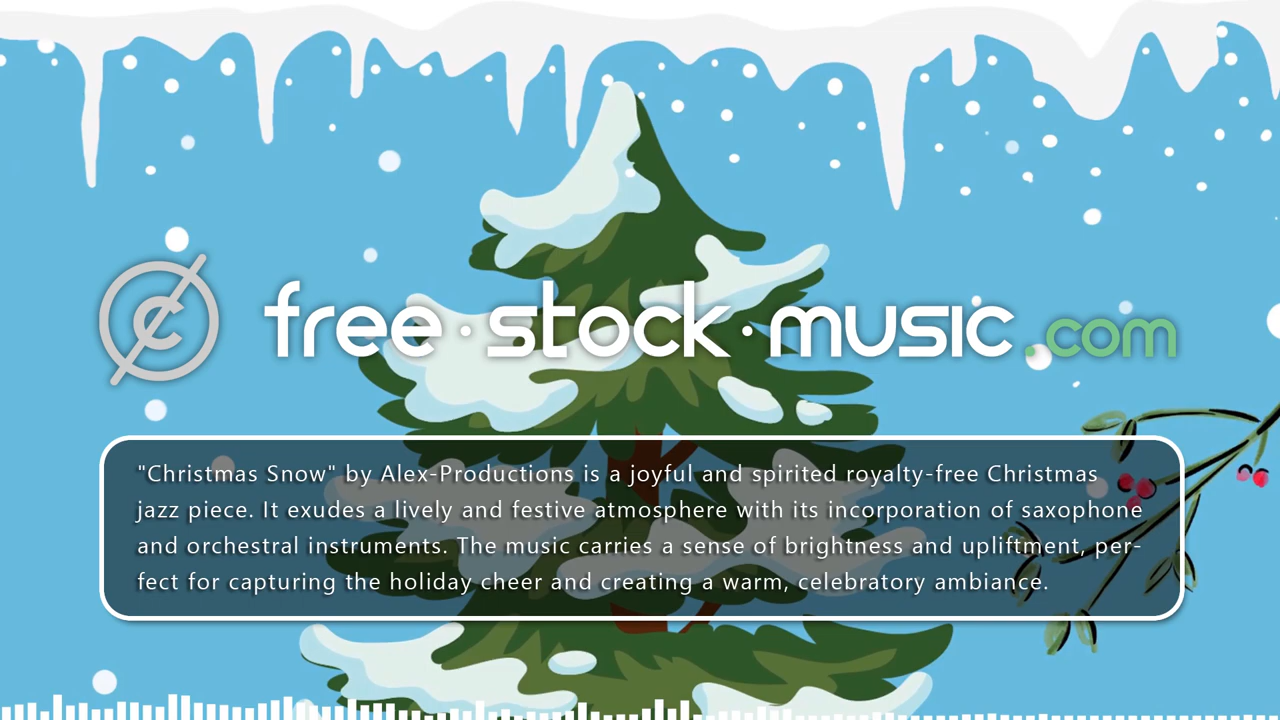 free·stock·music.com
"Christmas Snow" by Alex-Productions is a joyful and spirited royalty-free Christmas
jazz piece. It exudes a lively and festive atmosphere with its incorporation of saxophone
and orchestral instruments. The music carries a sense of brightness and upliftment, per-
fect for capturing the holiday cheer and creating a warm, celebratory ambiance.